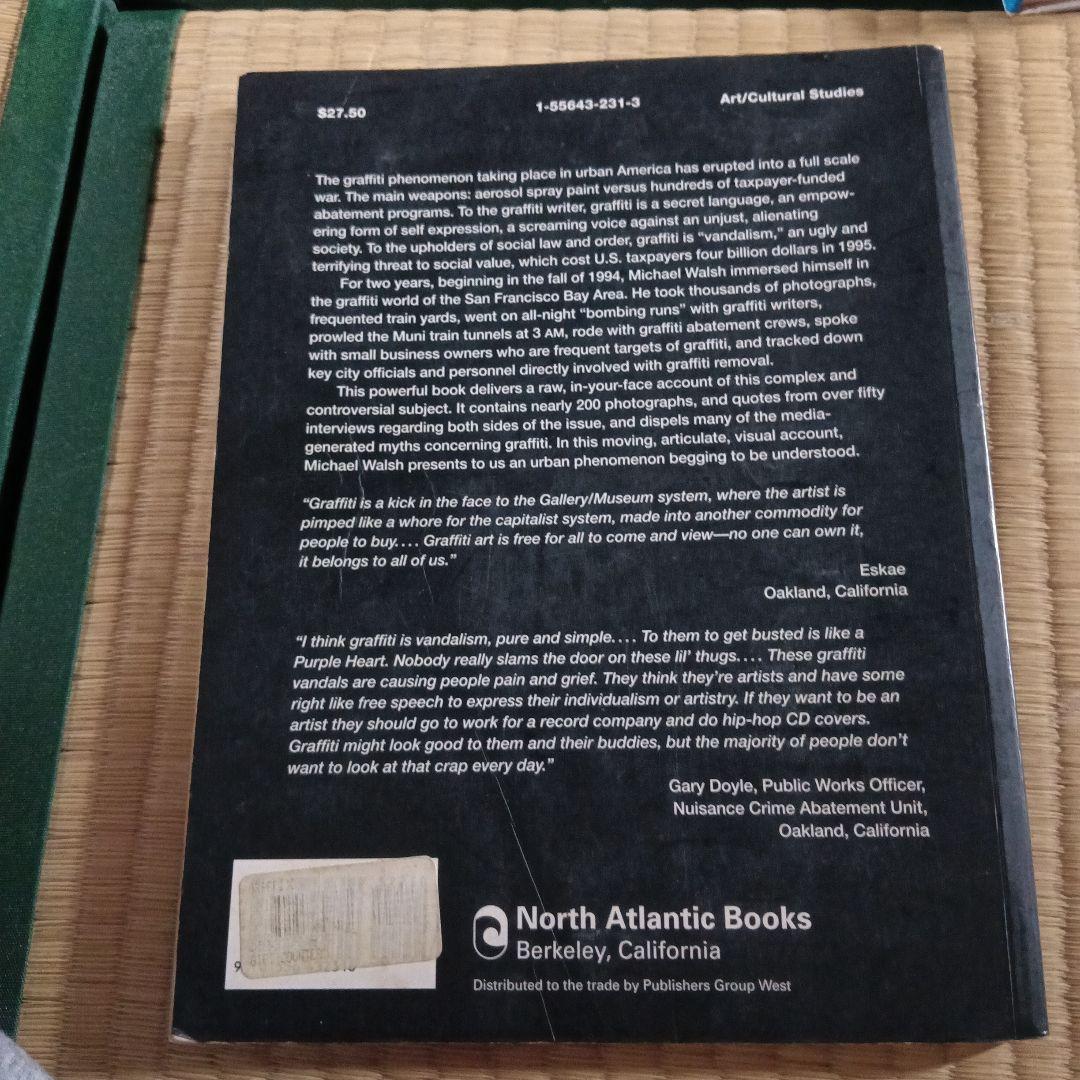 $27.50
1-55643-231-3
Art/Cultural Studies
The graffiti phenomenon taking place in urban America has erupted into a full scale
war. The main weapons: aerosol spray paint versus hundreds of taxpayer-funded
abatement programs. To the graffiti writer, graffiti is a secret language, an empow-
ering form of self expression, a screaming voice against an unjust, alienating
society. To the upholders of social law and order, graffiti is “vandalism,” an ugly and
terrifying threat to social value, which cost U.S. taxpayers four billion dollars in 1995.
For two years, beginning in the fall of 1994, Michael Walsh immersed himself in
the graffiti world of the San Francisco Bay Area. He took thousands of photographs,
frequented train yards, went on all-night “bombing runs” with graffiti writers,
prowled the Muni train tunnels at 3 AM, rode with graffiti abatement crews, spoke
with small business owners who are frequent targets of graffiti, and tracked down
key city officials and personnel directly involved with graffiti removal.
This powerful book delivers a raw, in-your-face account of this complex and
controversial subject. It contains nearly 200 photographs, and quotes from over fifty
interviews regarding both sides of the issue, and dispels many of the media-
generated myths concerning graffiti. In this moving, articulate, visual account,
Michael Walsh presents to us an urban phenomenon begging to be understood.
“Graffiti is a kick in the face to the Gallery/Museum system, where the artist is
pimped like a whore for the capitalist system, made into another commodity for
people to buy.... Graffiti art is free for all to come and view—no one can own it,
it belongs to all of us.”
Eskae
Oakland, California
“I think graffiti is vandalism, pure and simple.... To them to get busted is like a
Purple Heart. Nobody really slams the door on these lil’ thugs.... These graffiti
vandals are causing people pain and grief. They think they’re artists and have some
right like free speech to express their individualism or artistry. If they want to be an
artist they should go to work for a record company and do hip-hop CD covers.
Graffiti might look good to them and their buddies, but the majority of people don’t
want to look at that crap every day.”
Gary Doyle, Public Works Officer,
Nuisance Crime Abatement Unit,
Oakland, California
North Atlantic Books
Berkeley, California
Distributed to the trade by Publishers Group West